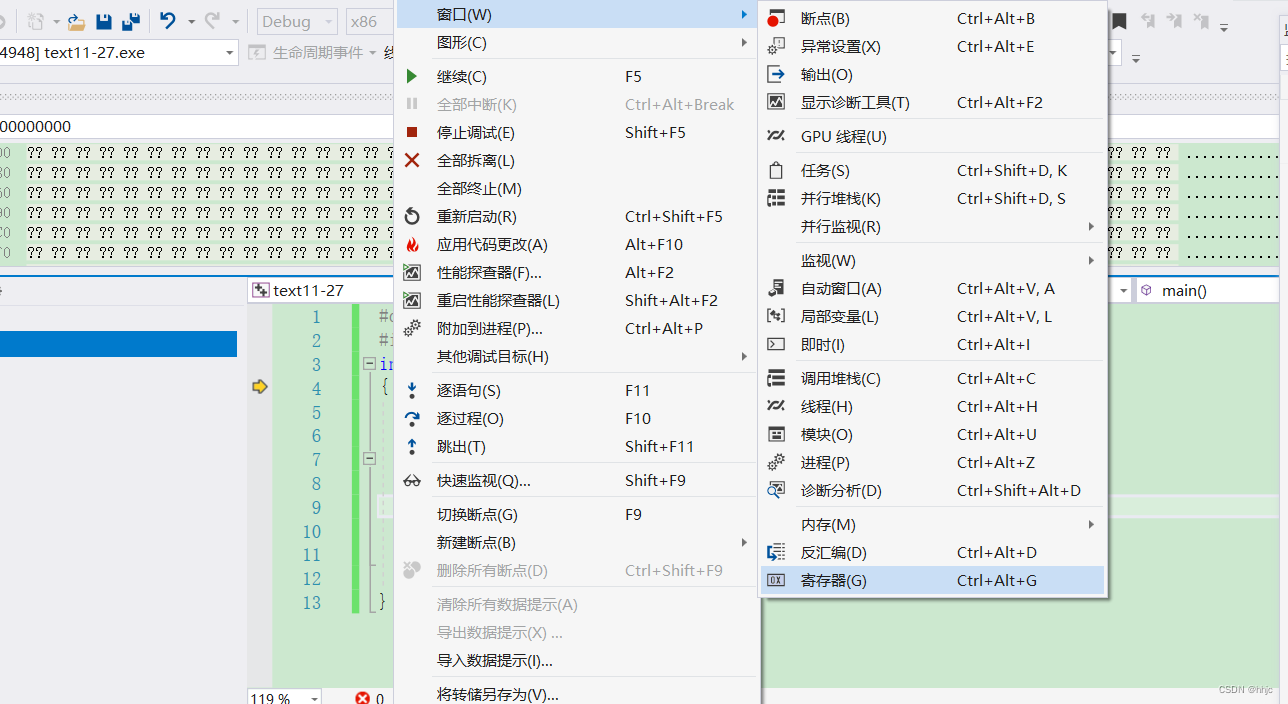 Debug
x86
4948] text11-27.exe
生命周期事件
00000000
?? ?? ?? ?? ?? ?? ?? ?? ?? ?? ?? ?? ?? ?? ?? ??
?? ?? ?? ?? ?? ?? ?? ?? ?? ?? ?? ?? ?? ?? ?? ??
?? ?? ?? ?? ?? ?? ?? ?? ?? ?? ?? ?? ?? ?? ?? ??
?? ?? ?? ?? ?? ?? ?? ?? ?? ?? ?? ?? ?? ?? ?? ??
?? ?? ?? ?? ?? ?? ?? ?? ?? ?? ?? ?? ?? ?? ?? ??
?? ?? ?? ?? ?? ?? ?? ?? ?? ?? ?? ?? ?? ?? ?? ??
text11-27
1 #
2 #
3 in
4 {
5
6
7
8
9
10
11
12
13 }
119 %
0
窗口(W)
图形(C)
继续(C) F5
全部中断(K) Ctrl+Alt+Break
停止调试(E) Shift+F5
全部拆离(L)
全部终止(M)
重新启动(R) Ctrl+Shift+F5
应用代码更改(A) Alt+F10
性能探查器(F)... Alt+F2
重启性能探查器(L) Shift+Alt+F2
附加到进程(P)... Ctrl+Alt+P
其他调试目标(H)
逐语句(S) F11
逐过程(O) F10
跳出(T) Shift+F11
快速监视(Q)... Shift+F9
切换断点(G) F9
新建断点(B)
删除所有断点(D) Ctrl+Shift+F9
清除所有数据提示(A)
导出数据提示(X) ...
导入数据提示(I)...
将转储另存为(V)...
断点(B) Ctrl+Alt+B
异常设置(X) Ctrl+Alt+E
输出(O)
显示诊断工具(T) Ctrl+Alt+F2
GPU 线程(U)
任务(S) Ctrl+Shift+D, K
并行堆栈(K) Ctrl+Shift+D, S
并行监视(R)
监视(W)
自动窗口(A) Ctrl+Alt+V, A
局部变量(L) Ctrl+Alt+V, L
即时(I) Ctrl+Alt+I
调用堆栈(C) Ctrl+Alt+C
线程(H) Ctrl+Alt+H
模块(O) Ctrl+Alt+U
进程(P) Ctrl+Alt+Z
诊断分析(D) Ctrl+Shift+Alt+D
内存(M)
反汇编(D) Ctrl+Alt+D
寄存器(G) Ctrl+Alt+G
?? ?? ??
?? ?? ??
?? ?? ??
?? ?? ??
?? ?? ??
?? ?? ??
main()
CSDN @hhjc